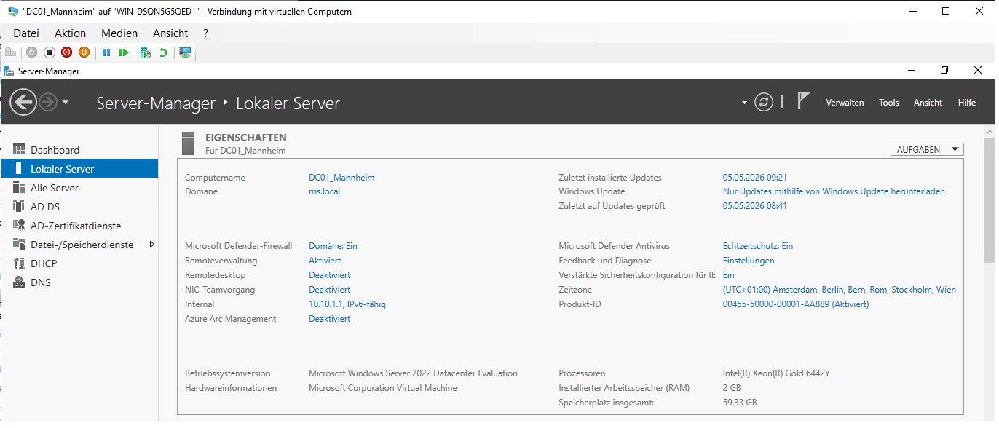 "DC01_Mannheim" auf "WIN-DSQN5G5QED1" - Verbindung mit virtuellen Computern
Datei Aktion Medien Ansicht ?
Server-Manager
Server-Manager Lokaler Server
Verwalten Tools Ansicht Hilfe
Dashboard
Lokaler Server
Alle Server
AD DS
AD-Zertifikatdienste
Datei-/Speicherdienste
DHCP
DNS
EIGENSCHAFTEN
Für DC01_Mannheim
AUFGABEN
Computername DC01_Mannheim
Domäne rns.local
Zuletzt installierte Updates 05.05.2026 09:21
Windows Update Nur Updates mithilfe von Windows Update herunterladen
Zuletzt auf Updates geprüft 05.05.2026 08:41
Microsoft Defender-Firewall Domäne: Ein
Remoteverwaltung Aktiviert
Remotedesktop Deaktiviert
NIC-Teamvorgang Deaktiviert
Internal 10.10.1.1, IPv6-fähig
Azure Arc Management Deaktiviert
Microsoft Defender Antivirus Echtzeitschutz: Ein
Feedback und Diagnose Einstellungen
Verstärkte Sicherheitskonfiguration für IE Ein
Zeitzone (UTC+01:00) Amsterdam, Berlin, Bern, Rom, Stockholm, Wien
Produkt-ID 00455-50000-00001-AA889 (Aktiviert)
Betriebssystemversion Microsoft Windows Server 2022 Datacenter Evaluation
Hardwareinformationen Microsoft Corporation Virtual Machine
Prozessoren Intel(R) Xeon(R) Gold 6442Y
Installierter Arbeitsspeicher (RAM) 2 GB
Speicherplatz insgesamt: 59,33 GB